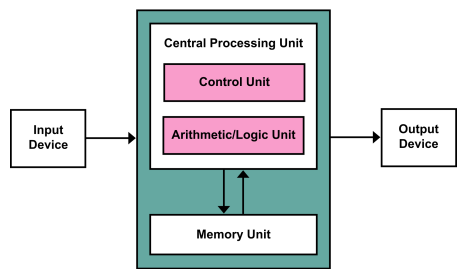 Central Processing Unit
Control Unit
Arithmetic/Logic Unit
Input
Device
Output
Device
Memory Unit